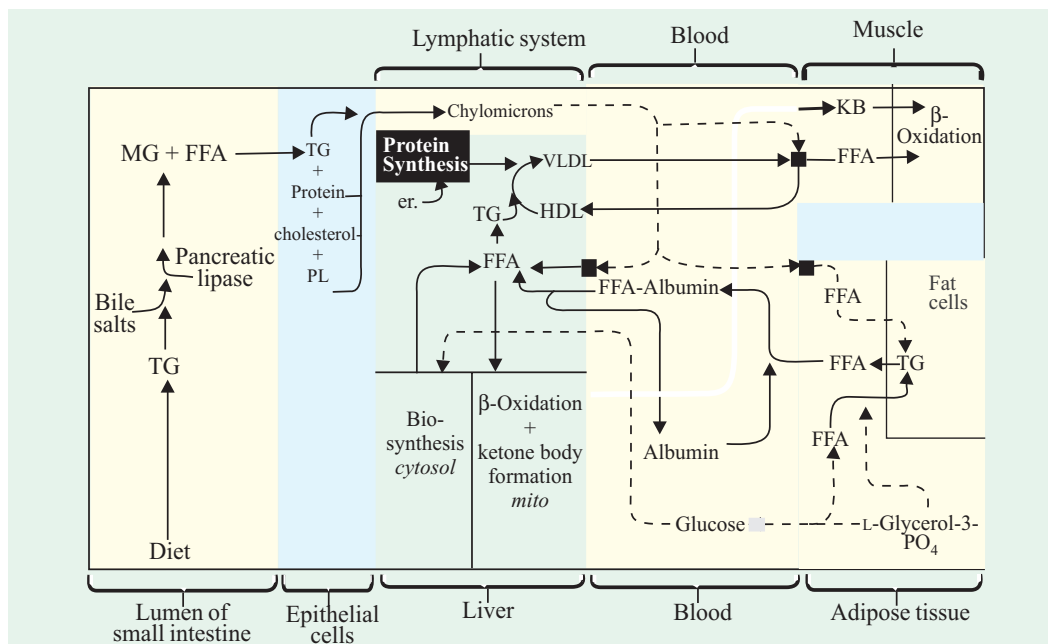 Lymphatic system
Blood
Muscle
Chylomicrons
KB
β-
Oxidation
MG + FFA
TG
+
Protein
+
cholesterol-
+
PL
Protein
Synthesis
er.
VLDL
FFA
TG
HDL
Pancreatic
lipase
FFA
FFA-Albumin
FFA
Fat
cells
Bile
salts
TG
FFA
TG
Bio-
synthesis
cytosol
β-Oxidation
+
ketone body
formation
mito
Albumin
FFA
Glucose
L-Glycerol-3-
PO4
Diet
Lumen of
small intestine
Epithelial
cells
Liver
Blood
Adipose tissue